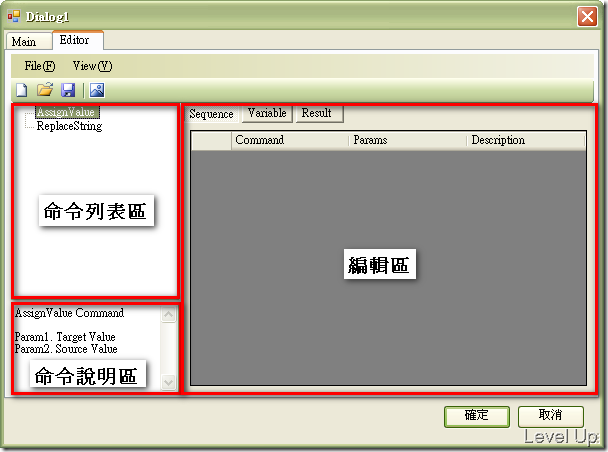 Dialog1
Main
Editor
File(F)
View(V)
AssignValue
ReplaceString
命令列表區
AssignValue Command
Param1. Target Value
Param2. Source Value
命令說明區
Sequence
Variable
Result
Command
Params
Description
編輯區
確定
取消
Level Up